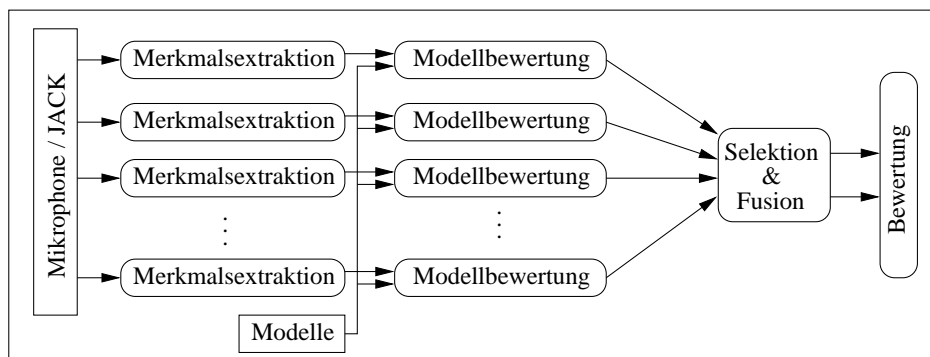 Mikrophone / JACK
Merkmalsextraktion
Modellbewertung
Merkmalsextraktion
Modellbewertung
Merkmalsextraktion
Modellbewertung
Merkmalsextraktion
Modellbewertung
Modelle
Selektion
&
Fusion
Bewertung